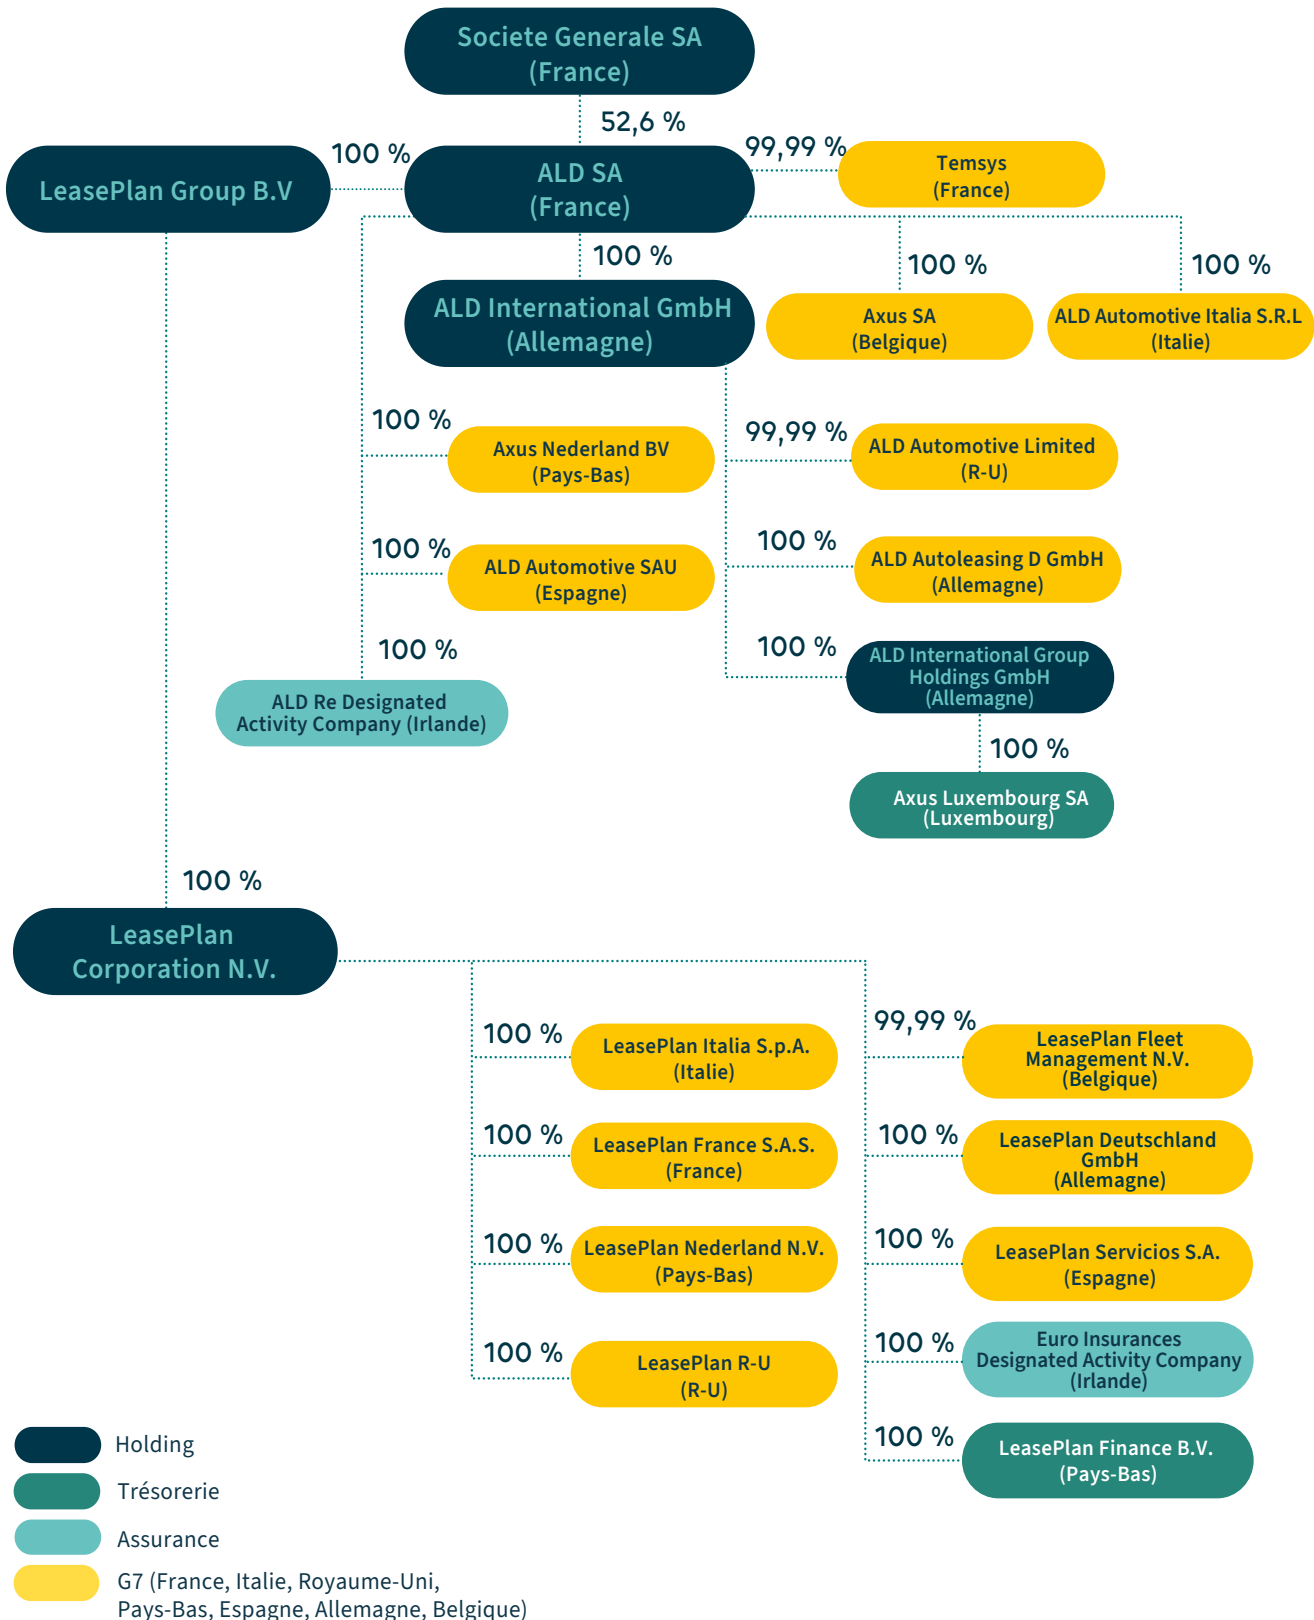 Societe Generale SA
(France)
52,6 %
100 %
99,99 %
LeasePlan Group B.V
ALD SA
(France)
Temsys
(France)
100 %
100 %
100 %
ALD International GmbH
(Allemagne)
Axus SA
(Belgique)
ALD Automotive Italia S.R.L
(Italie)
100 %
Axus Nederland BV
(Pays-Bas)
99,99 %
ALD Automotive Limited
(R-U)
100 %
ALD Automotive SAU
(Espagne)
100 %
ALD Autoleasing D GmbH
(Allemagne)
100 %
ALD Re Designated
Activity Company (Irlande)
100 %
ALD International Group
Holdings GmbH
(Allemagne)
100 %
Axus Luxembourg SA
(Luxembourg)
100 %
LeasePlan
Corporation N.V.
100 %
LeasePlan Italia S.p.A.
(Italie)
99,99 %
LeasePlan Fleet
Management N.V.
(Belgique)
100 %
LeasePlan France S.A.S.
(France)
100 %
LeasePlan Deutschland
GmbH
(Allemagne)
100 %
LeasePlan Nederland N.V.
(Pays-Bas)
100 %
LeasePlan Servicios S.A.
(Espagne)
100 %
LeasePlan R-U
(R-U)
100 %
Euro Insurances
Designated Activity Company
(Irlande)
100 %
LeasePlan Finance B.V.
(Pays-Bas)
Holding
Trésorerie
Assurance
G7 (France, Italie, Royaume-Uni,
Pays-Bas, Espagne, Allemagne, Belgique)